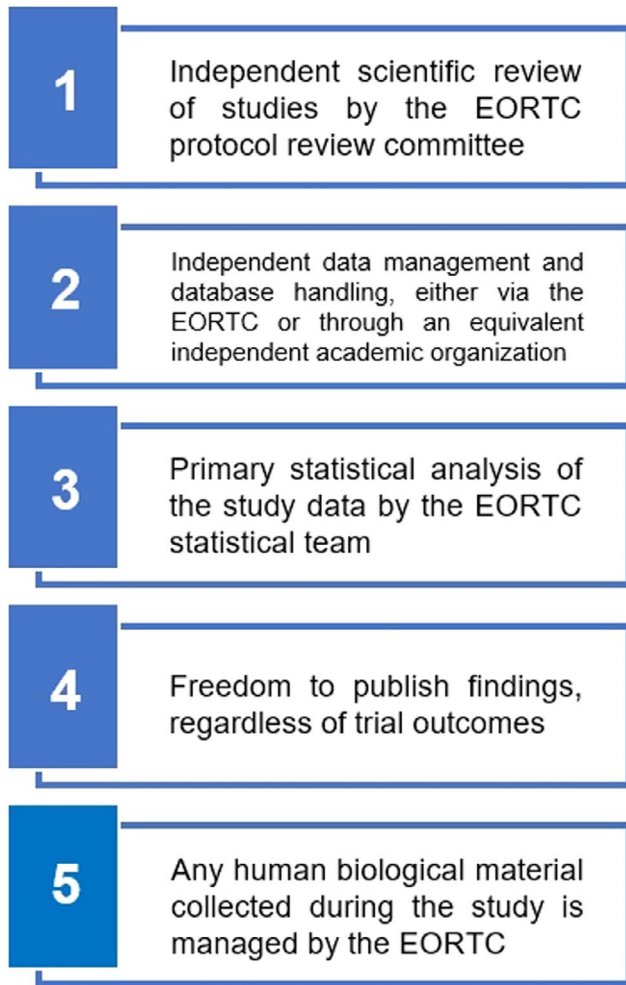 1
Independent scientific review
of studies by the EORTC
protocol review committee
2
Independent data management and
database handling, either via the
EORTC or through an equivalent
independent academic organization
3
Primary statistical analysis of
the study data by the EORTC
statistical team
4
Freedom to publish findings,
regardless of trial outcomes
5
Any human biological material
collected during the study is
managed by the EORTC